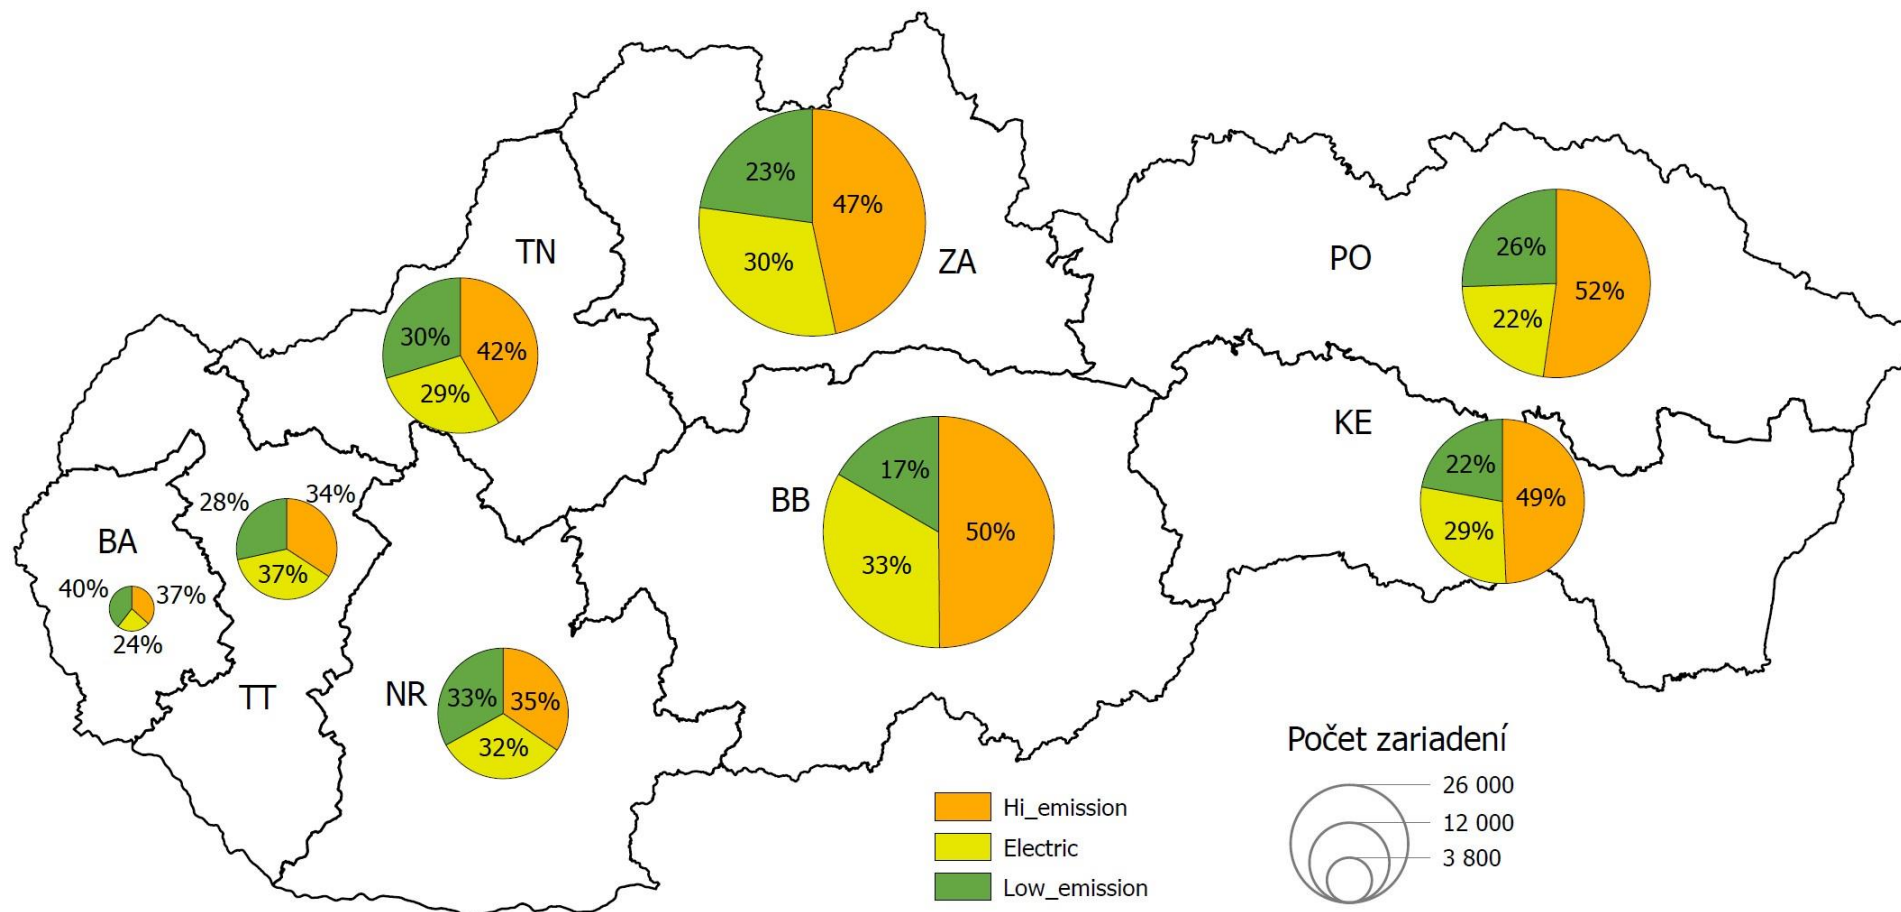 ZA
23%
47%
30%
TN
30%
42%
29%
PO
26%
52%
22%
KE
22%
49%
29%
BB
17%
50%
33%
BA
40%
37%
24%
28%
34%
37%
TT
NR
33%
35%
32%
Hi_emission
Electric
Low_emission
Počet zariadení
26 000
12 000
3 800